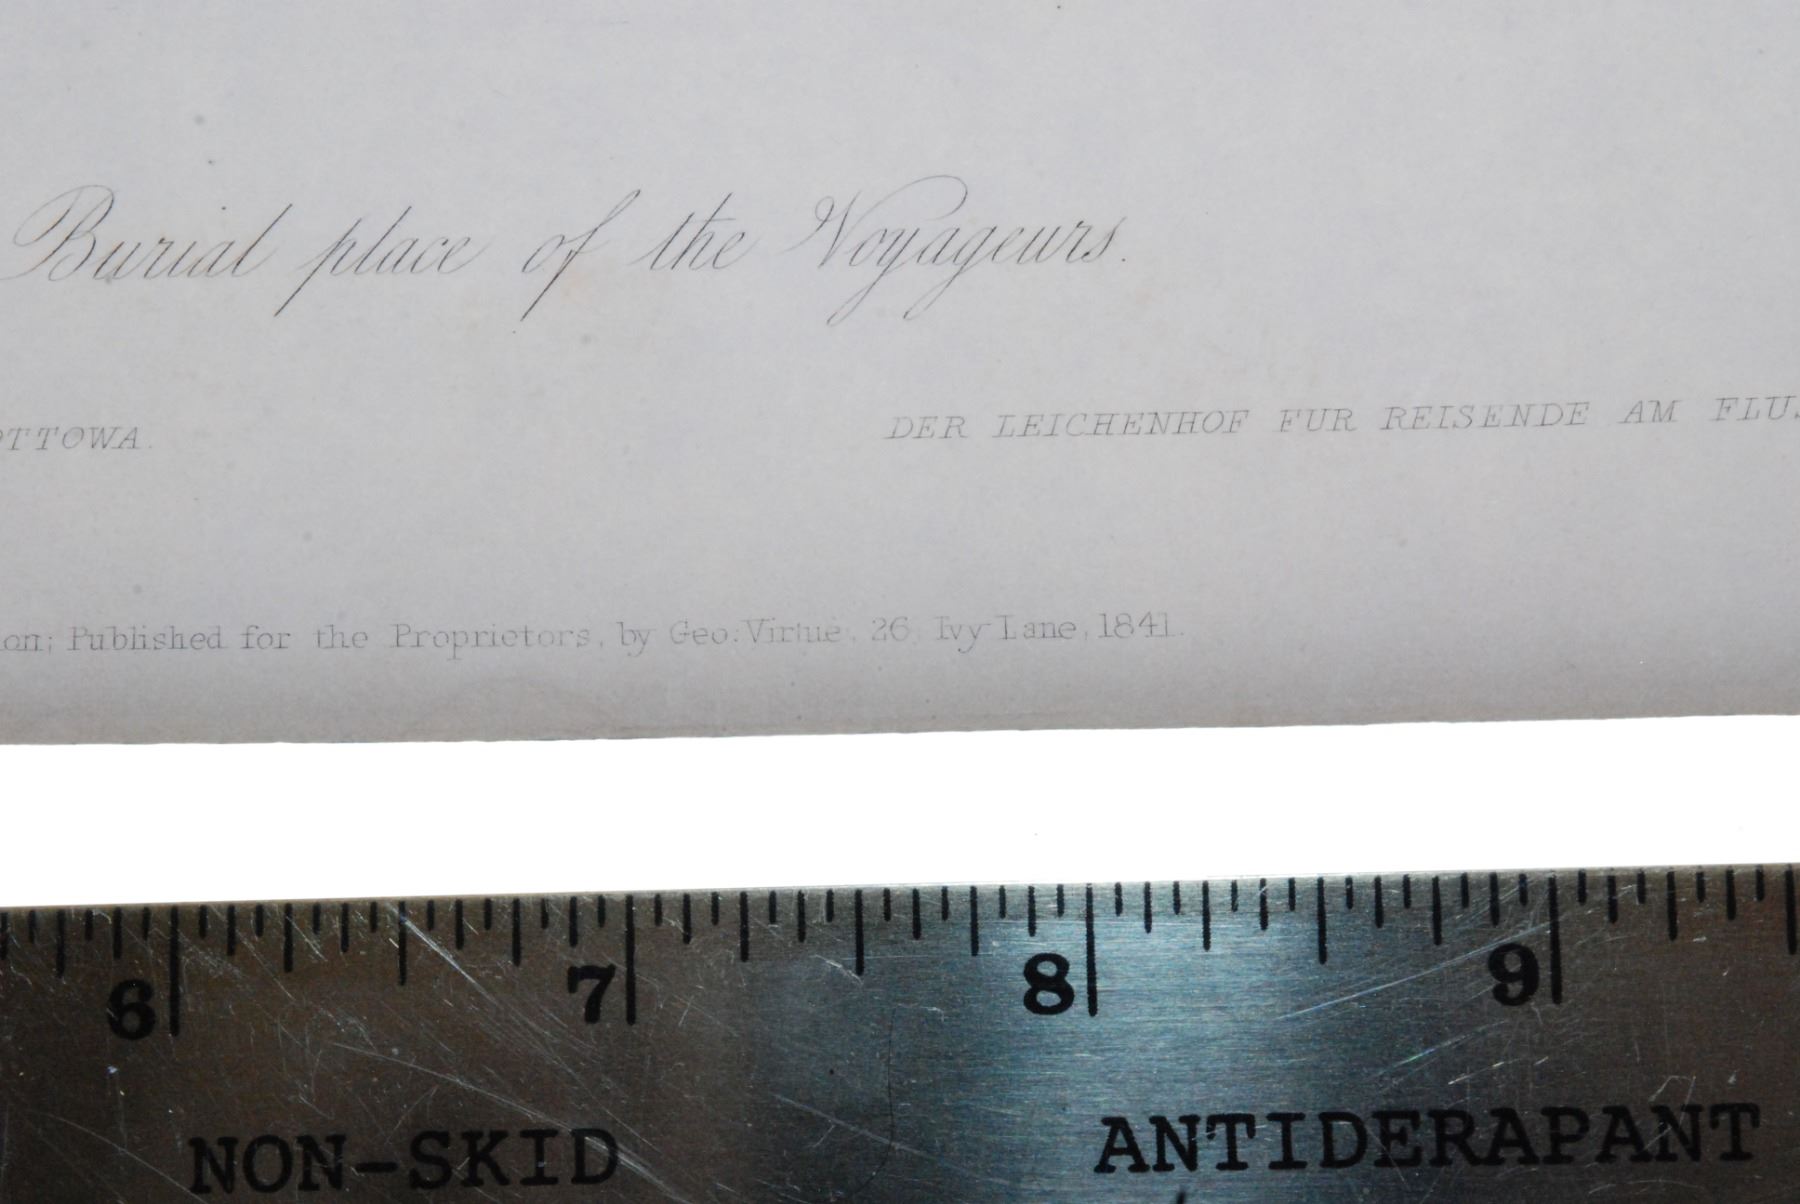 Burial place of the Voyageurs.
OTTOWA.
DER LEICHENHOF FUR REISENDE AM FLUS
on; Published for the Proprietors, by Geo: Virtue, 26 Ivy Lane, 1841.
6 7 8 9
NON-SKID ANTIDERAPANT